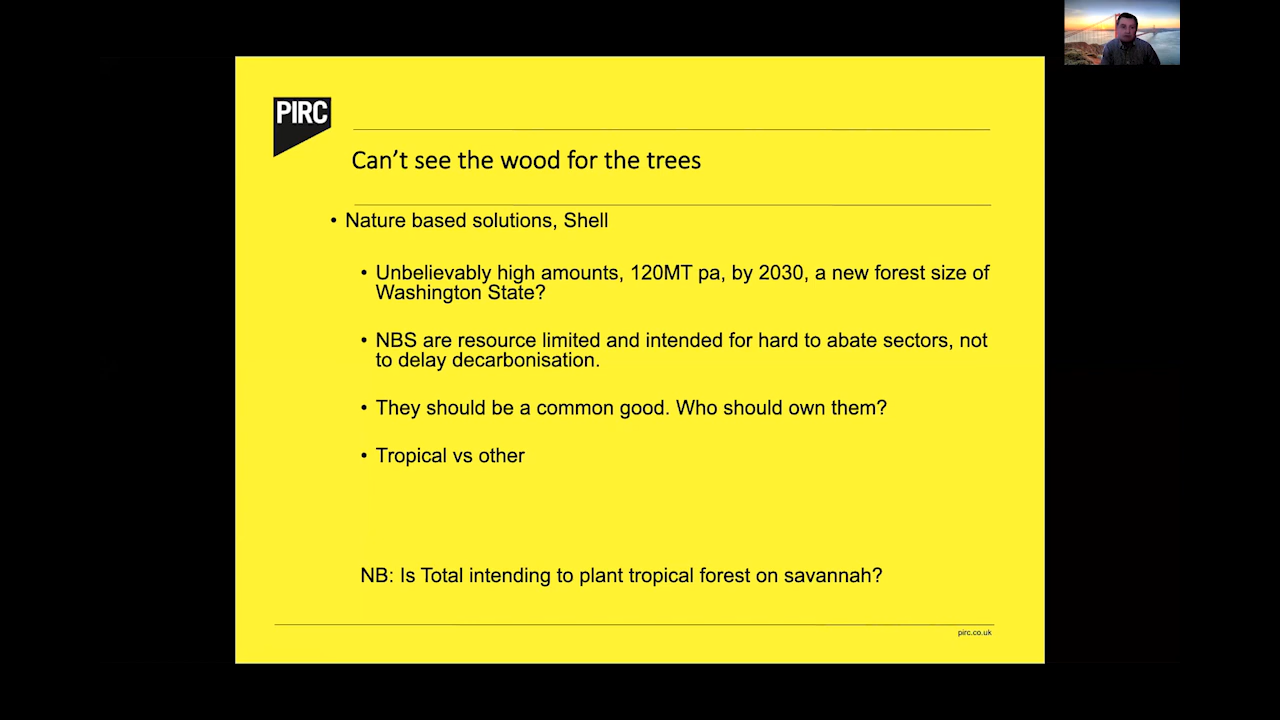 PIRC
Can't see the wood for the trees
• Nature based solutions, Shell
• Unbelievably high amounts, 120MT pa, by 2030, a new forest size of
Washington State?
• NBS are resource limited and intended for hard to abate sectors, not
to delay decarbonisation.
• They should be a common good. Who should own them?
• Tropical vs other
NB: Is Total intending to plant tropical forest on savannah?
pirc.co.uk